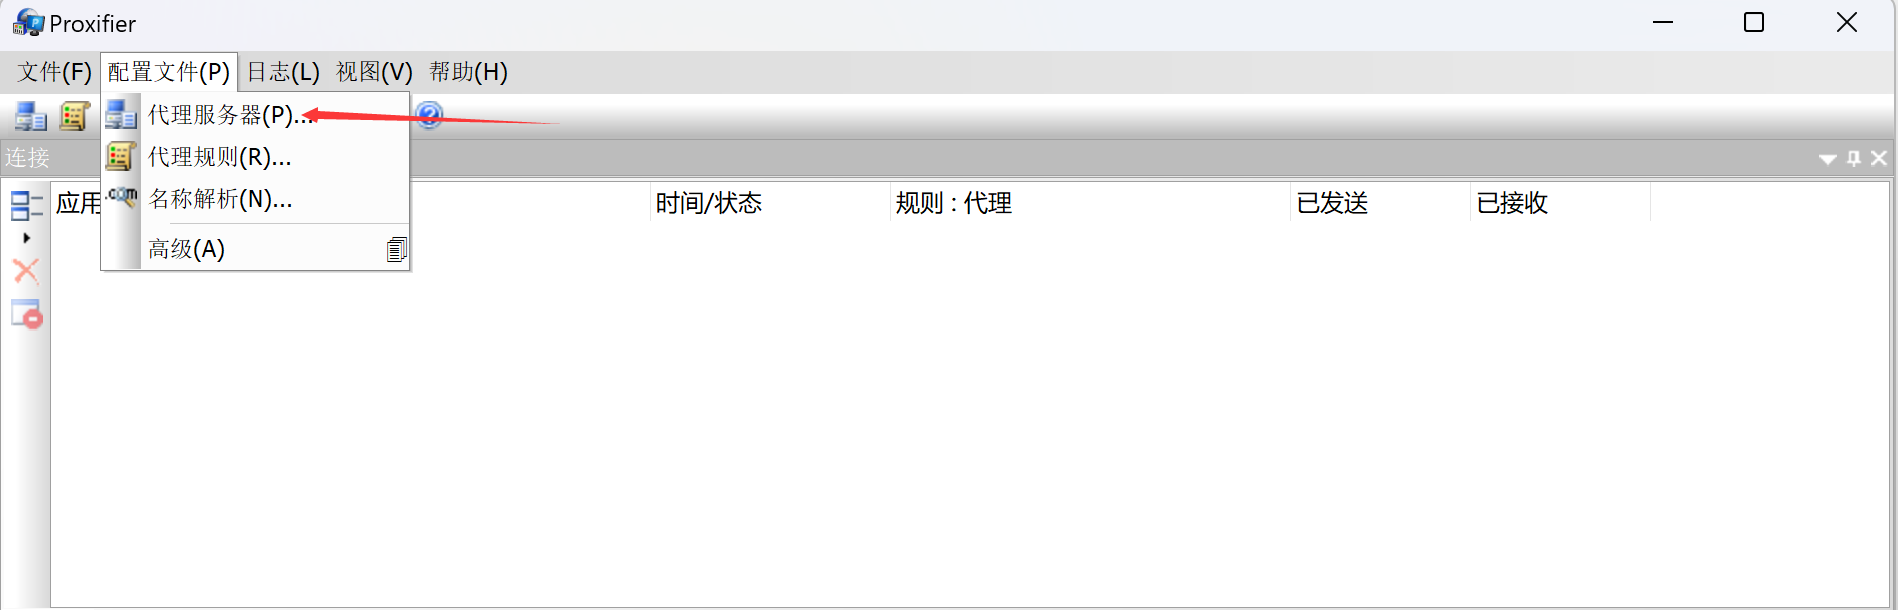 Proxifier
文件(F) 配置文件(P) 日志(L) 视图(V) 帮助(H)
代理服务器(P)...
连接
代理规则(R)...
应用 时间/状态 规则 : 代理 已发送 已接收
.com 名称解析(N)...
高级(A)